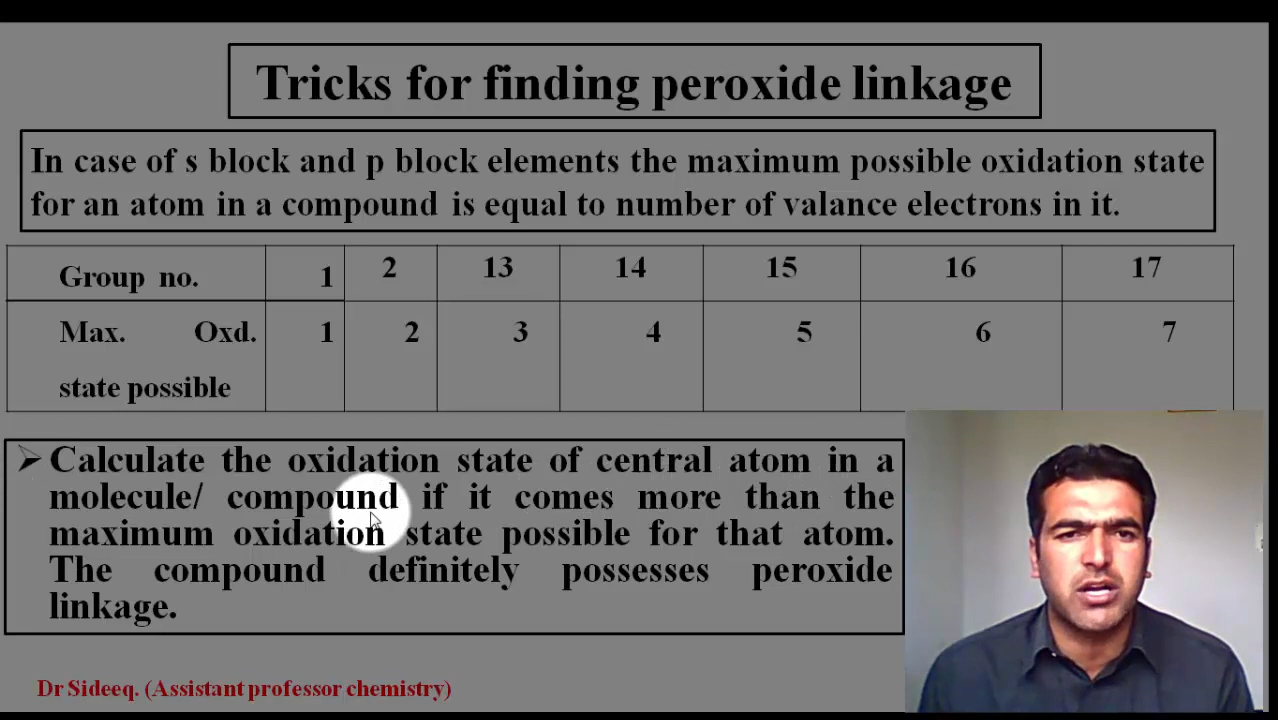 Tricks for finding peroxide linkage
In case of s block and p block elements the maximum possible oxidation state
for an atom in a compound is equal to number of valance electrons in it.
Group no. 1 2 13 14 15 16 17
Max. Oxd. 1 2 3 4 5 6 7
state possible
➢ Calculate the oxidation state of central atom in a
molecule/ compound if it comes more than the
maximum oxidation state possible for that atom.
The compound definitely possesses peroxide
linkage.
Dr Sideeq. (Assistant professor chemistry)